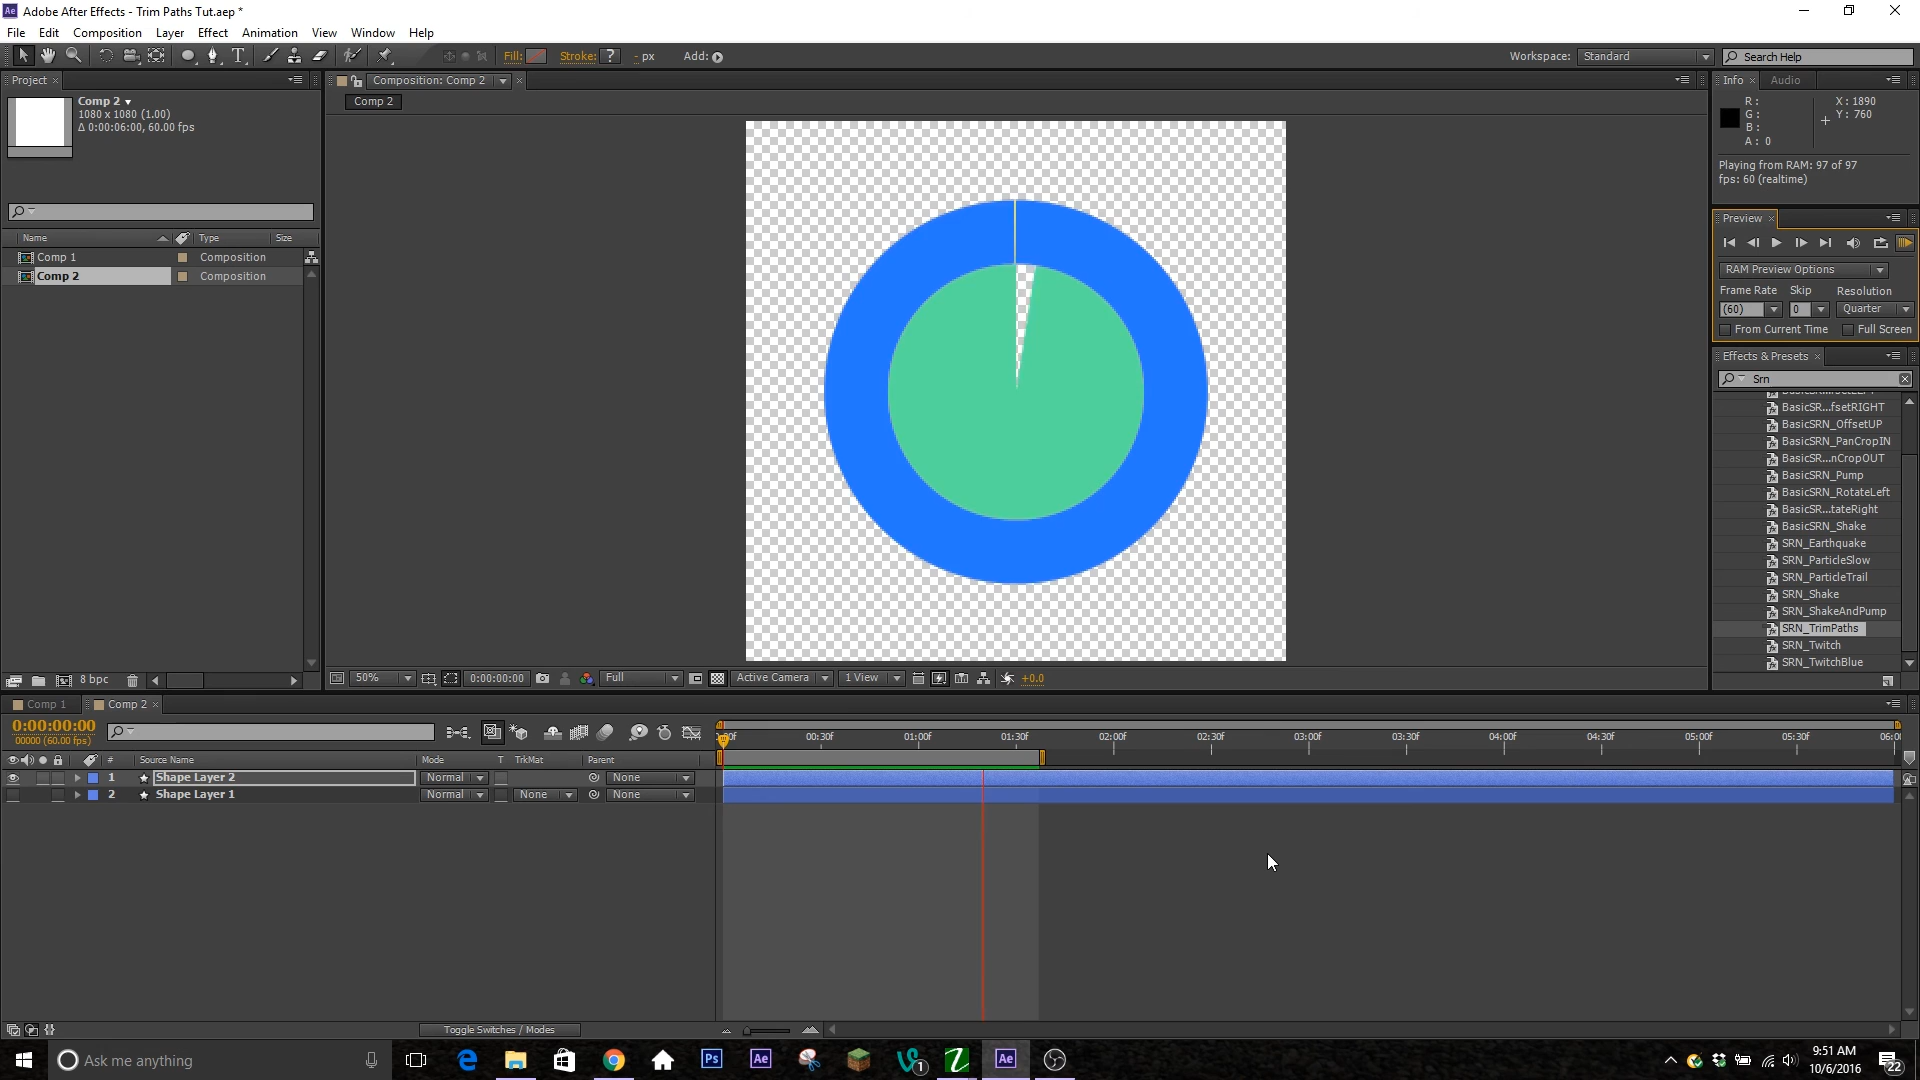 Adobe After Effects - Trim Paths Tut.aep *
File Edit Composition Layer Effect Animation View Window Help
Fill: Stroke: ? - px Add: Workspace: Standard Search Help
Project
Comp 2
1080 x 1080 (1.00)
Δ 0:00:06:00, 60.00 fps
Name Type Size
Comp 1 Composition
Comp 2 Composition
8 bpc
Composition: Comp 2
Comp 2
50% 0:00:00:00 Full Active Camera 1 View +0.0
Info Audio
R: X: 1890
G: Y: 760
B:
A: 0
Playing from RAM: 97 of 97
fps: 60 (realtime)
Preview
RAM Preview Options
Frame Rate Skip Resolution
(60) 0 Quarter
From Current Time Full Screen
Effects & Presets
Srn
BasicSR...fsetRIGHT
BasicSRN_OffsetUP
BasicSRN_PanCropIN
BasicSR...nCropOUT
BasicSRN_Pump
BasicSRN_RotateLeft
BasicSR...tateRight
BasicSRN_Shake
SRN_Earthquake
SRN_ParticleSlow
SRN_ParticleTrail
SRN_Shake
SRN_ShakeAndPump
SRN_TrimPaths
SRN_Twitch
SRN_TwitchBlue
Comp 1 Comp 2
0:00:00:00
00000 (60.00 fps)
00:30f 01:00f 01:30f 02:00f 02:30f 03:00f 03:30f 04:00f 04:30f 05:00f 05:30f 06:00
# Source Name Mode T TrkMat Parent
1 Shape Layer 2 Normal None
2 Shape Layer 1 Normal None None
Toggle Switches / Modes
Ask me anything
Ps Ae 1 Ae
9:51 AM
10/6/2016
22